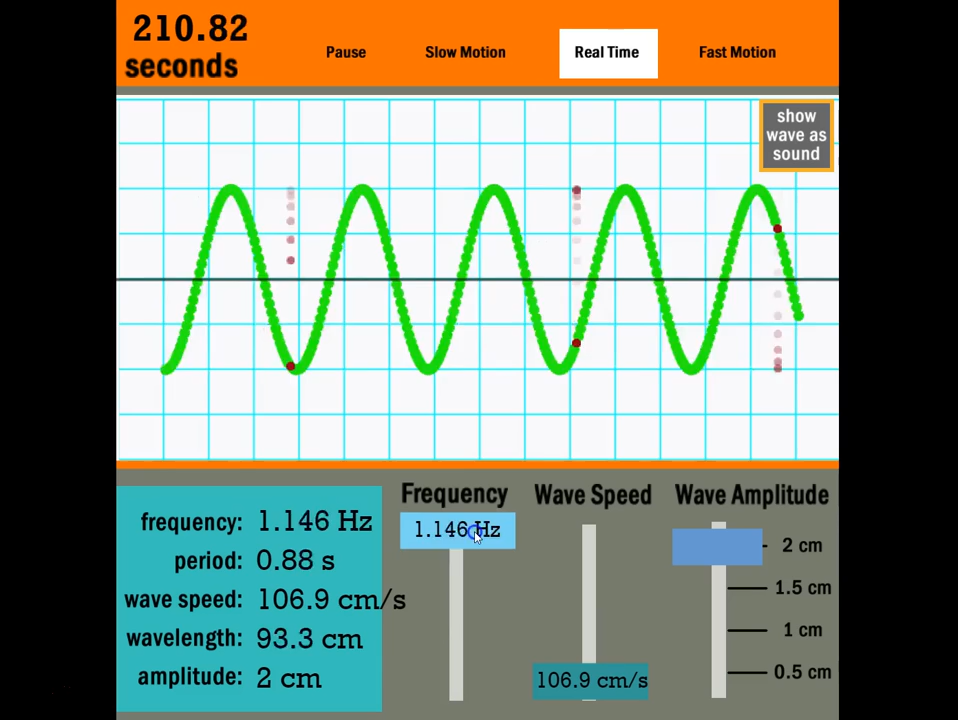 210.82
seconds
Pause
Slow Motion
Real Time
Fast Motion
show
wave as
sound
frequency: 1.146 Hz
period: 0.88 s
wave speed: 106.9 cm/s
wavelength: 93.3 cm
amplitude: 2 cm
Frequency
1.146 Hz
Wave Speed
106.9 cm/s
Wave Amplitude
2 cm
1.5 cm
1 cm
0.5 cm